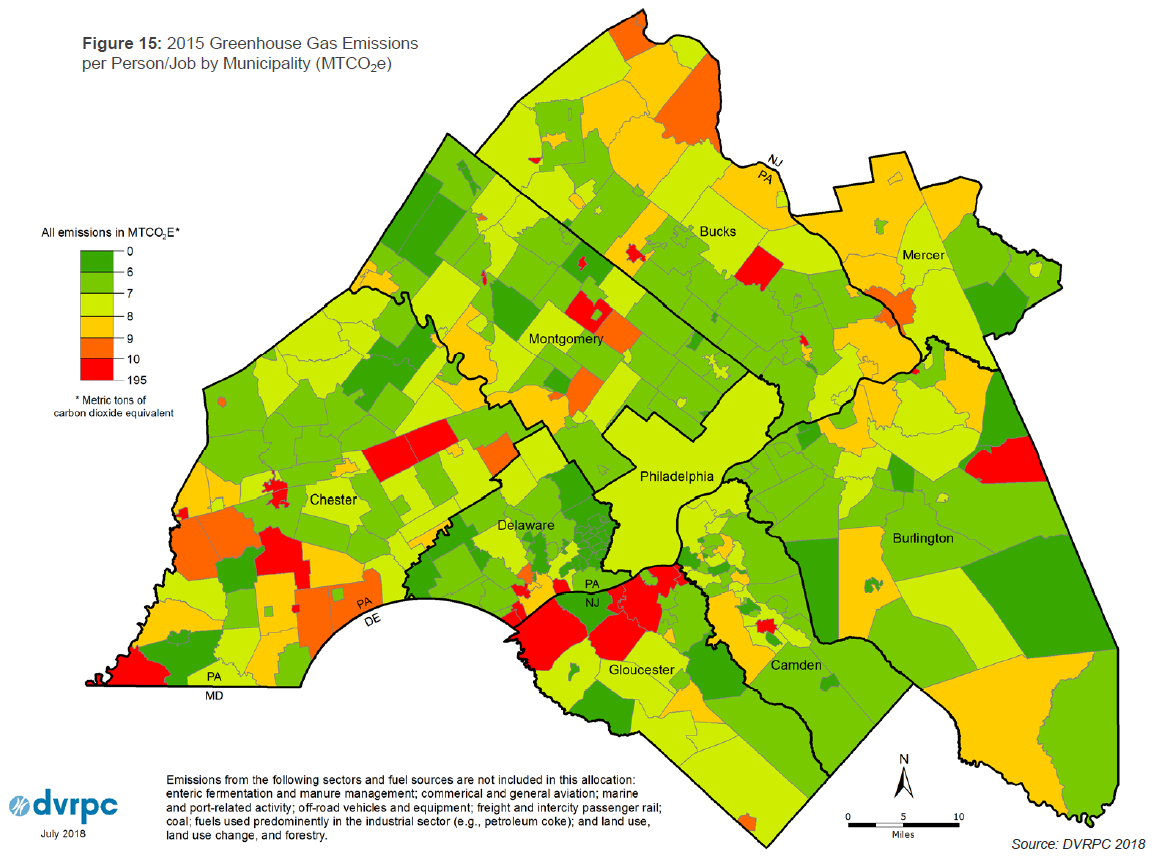 Figure 15: 2015 Greenhouse Gas Emissions
per Person/Job by Municipality (MTCO₂e)
All emissions in MTCO₂E*
0
6
7
8
9
10
195
* Metric tons of
carbon dioxide equivalent
NJ
PA
Bucks
Mercer
Montgomery
Philadelphia
Chester
Delaware
Burlington
PA
NJ
PA
DE
Gloucester
Camden
PA
MD
Emissions from the following sectors and fuel sources are not included in this allocation:
enteric fermentation and manure management; commerical and general aviation; marine
and port-related activity; off-road vehicles and equipment; freight and intercity passenger rail;
coal; fuels used predominently in the industrial sector (e.g., petroleum coke); and land use,
land use change, and forestry.
dvrpc
July 2018
N
0 5 10
Miles
Source: DVRPC 2018